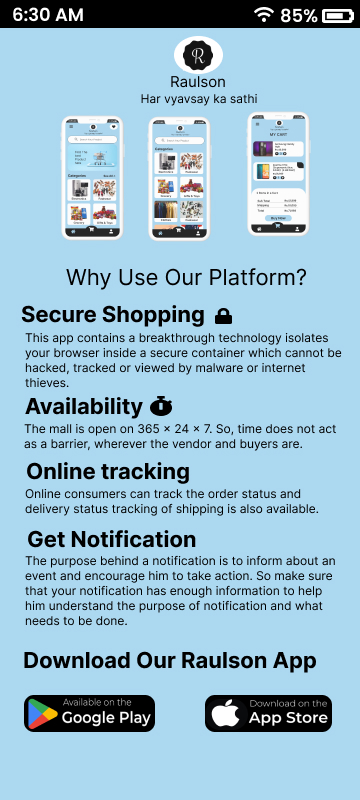 6:30 AM
85%
R
Raulson
Har vyavsay ka sathi
Categories
Categories
MY CART
Buy Now
Why Use Our Platform?
Secure Shopping
This app contains a breakthrough technology isolates
your browser inside a secure container which cannot be
hacked, tracked or viewed by malware or internet
thieves.
Availability
The mall is open on 365 × 24 × 7. So, time does not act
as a barrier, wherever the vendor and buyers are.
Online tracking
Online consumers can track the order status and
delivery status tracking of shipping is also available.
Get Notification
The purpose behind a notification is to inform about an
event and encourage him to take action. So make sure
that your notification has enough information to help
him understand the purpose of notification and what
needs to be done.
Download Our Raulson App
Available on the
Google Play
Download on the
App Store